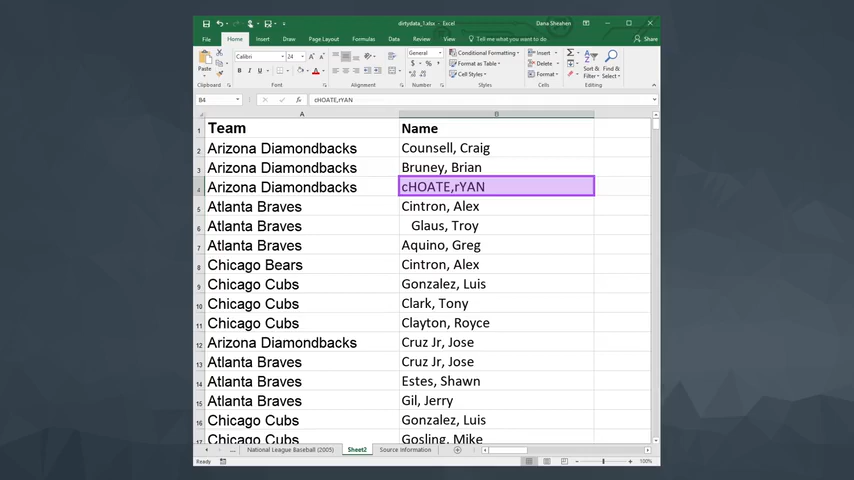 dirtydata_1.xlsx - Excel
Dana Sheahen
File Home Insert Draw Page Layout Formulas Data Review View Tell me what you want to do Share
Paste
Calibri 24
B I U
General
$ % ,
Conditional Formatting
Format as Table
Cell Styles
Insert
Delete
Format
Sort &
Filter
Find &
Select
Clipboard Font Alignment Number Styles Cells Editing
B4 fx cHOATE,rYAN
A B
1 Team Name
2 Arizona Diamondbacks Counsell, Craig
3 Arizona Diamondbacks Bruney, Brian
4 Arizona Diamondbacks cHOATE,rYAN
5 Atlanta Braves Cintron, Alex
6 Atlanta Braves Glaus, Troy
7 Atlanta Braves Aquino, Greg
8 Chicago Bears Cintron, Alex
9 Chicago Cubs Gonzalez, Luis
10 Chicago Cubs Clark, Tony
11 Chicago Cubs Clayton, Royce
12 Arizona Diamondbacks Cruz Jr, Jose
13 Atlanta Braves Cruz Jr, Jose
14 Atlanta Braves Estes, Shawn
15 Atlanta Braves Gil, Jerry
16 Chicago Cubs Gonzalez, Luis
17 Chicago Cubs Gosling, Mike
... National League Baseball (2005) Sheet2 Source Information
Ready 100%